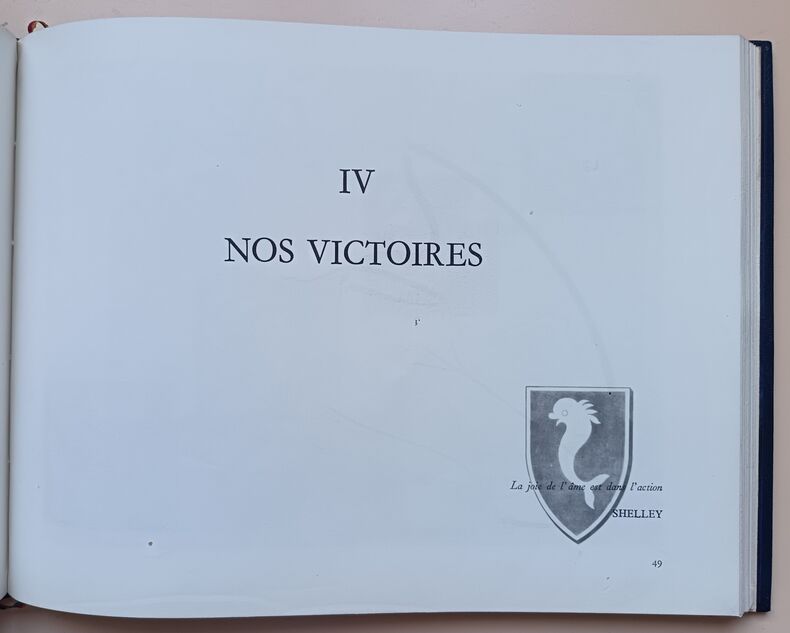 IV
NOS VICTOIRES
La joie de l'âme est dans l'action
SHELLEY
49